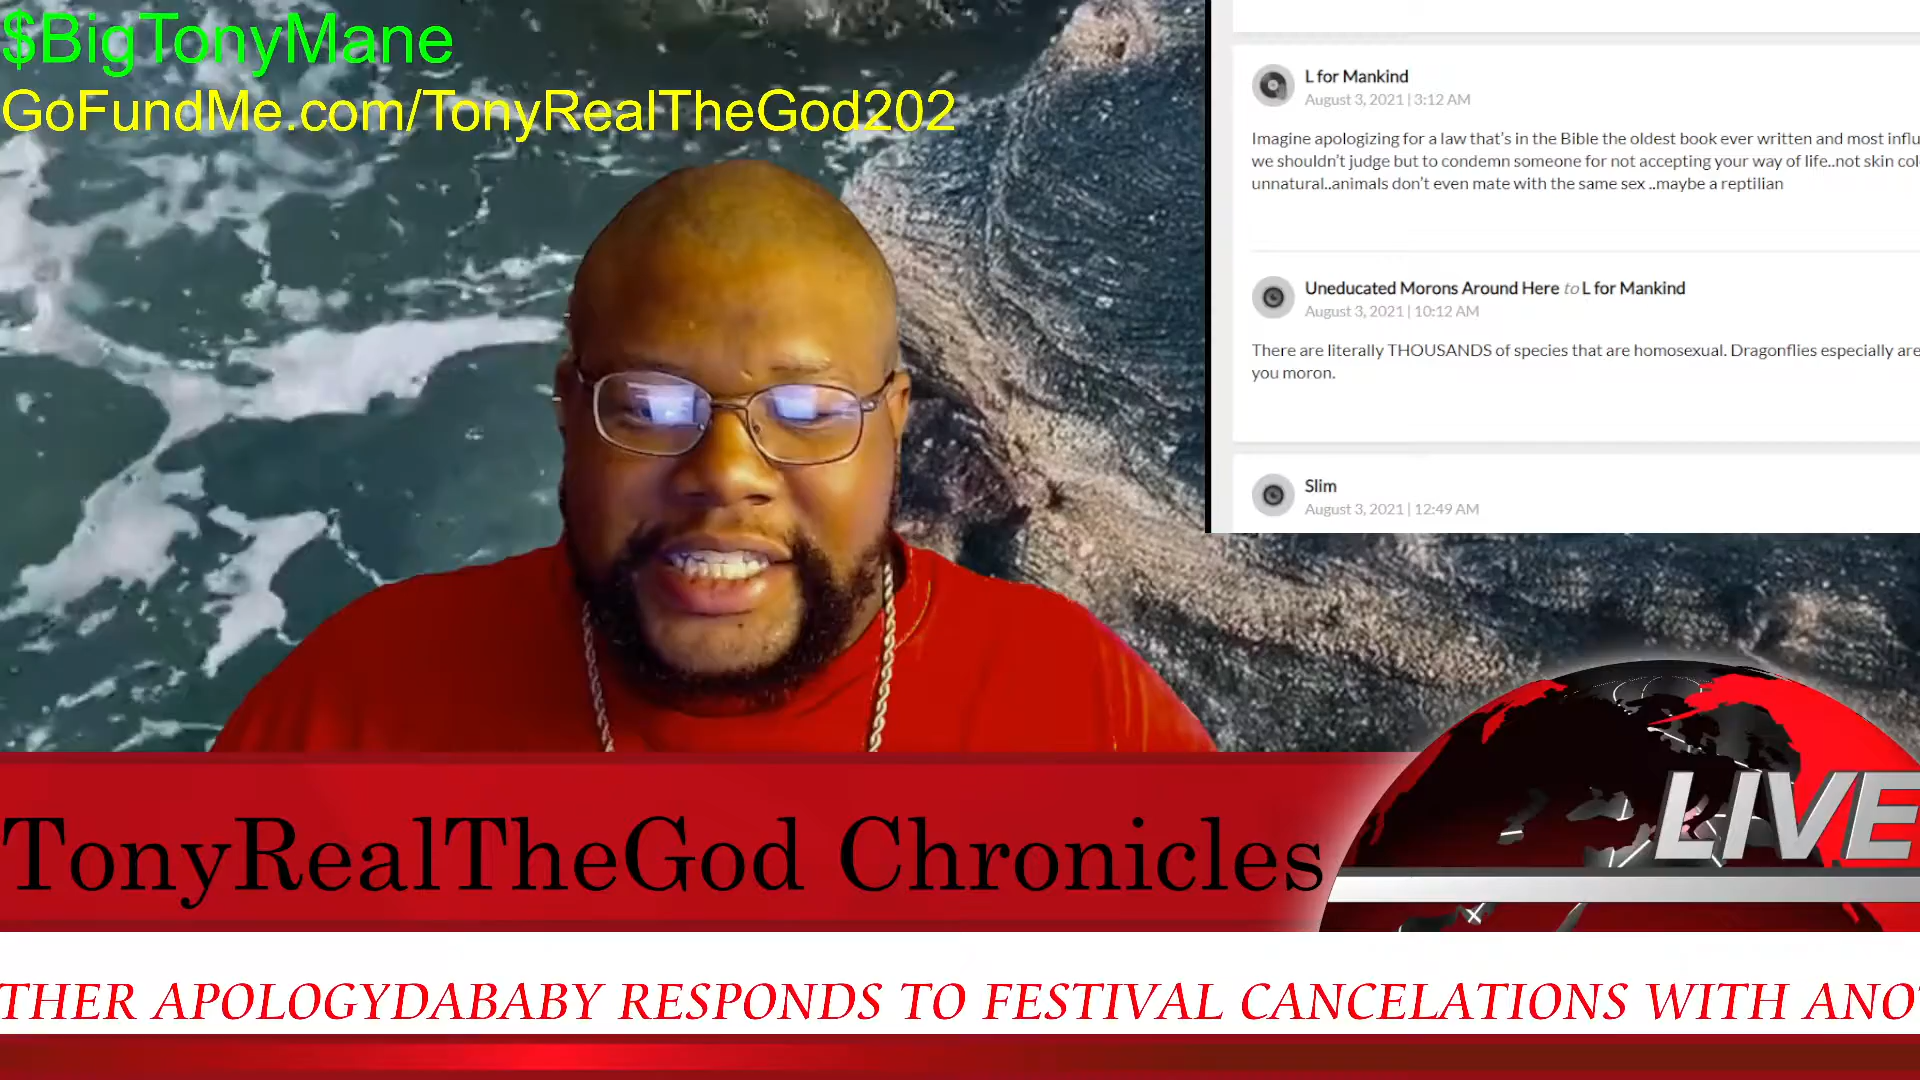 $BigTonyMane
GoFundMe.com/TonyRealTheGod202
L for Mankind
August 3, 2021 | 3:12 AM
Imagine apologizing for a law that's in the Bible the oldest book ever written and most
we shouldn't judge but to condemn someone for not accepting your way of life..not skin
unnatural..animals don't even mate with the same sex ..maybe a reptilian
Uneducated Morons Around Here to L for Mankind
August 3, 2021 | 10:12 AM
There are literally THOUSANDS of species that are homosexual. Dragonflies especially are
you moron.
Slim
August 3, 2021 | 12:49 AM
TonyRealTheGod Chronicles
LIVE
THER APOLOGYDABABY RESPONDS TO FESTIVAL CANCELATIONS WITH ANO